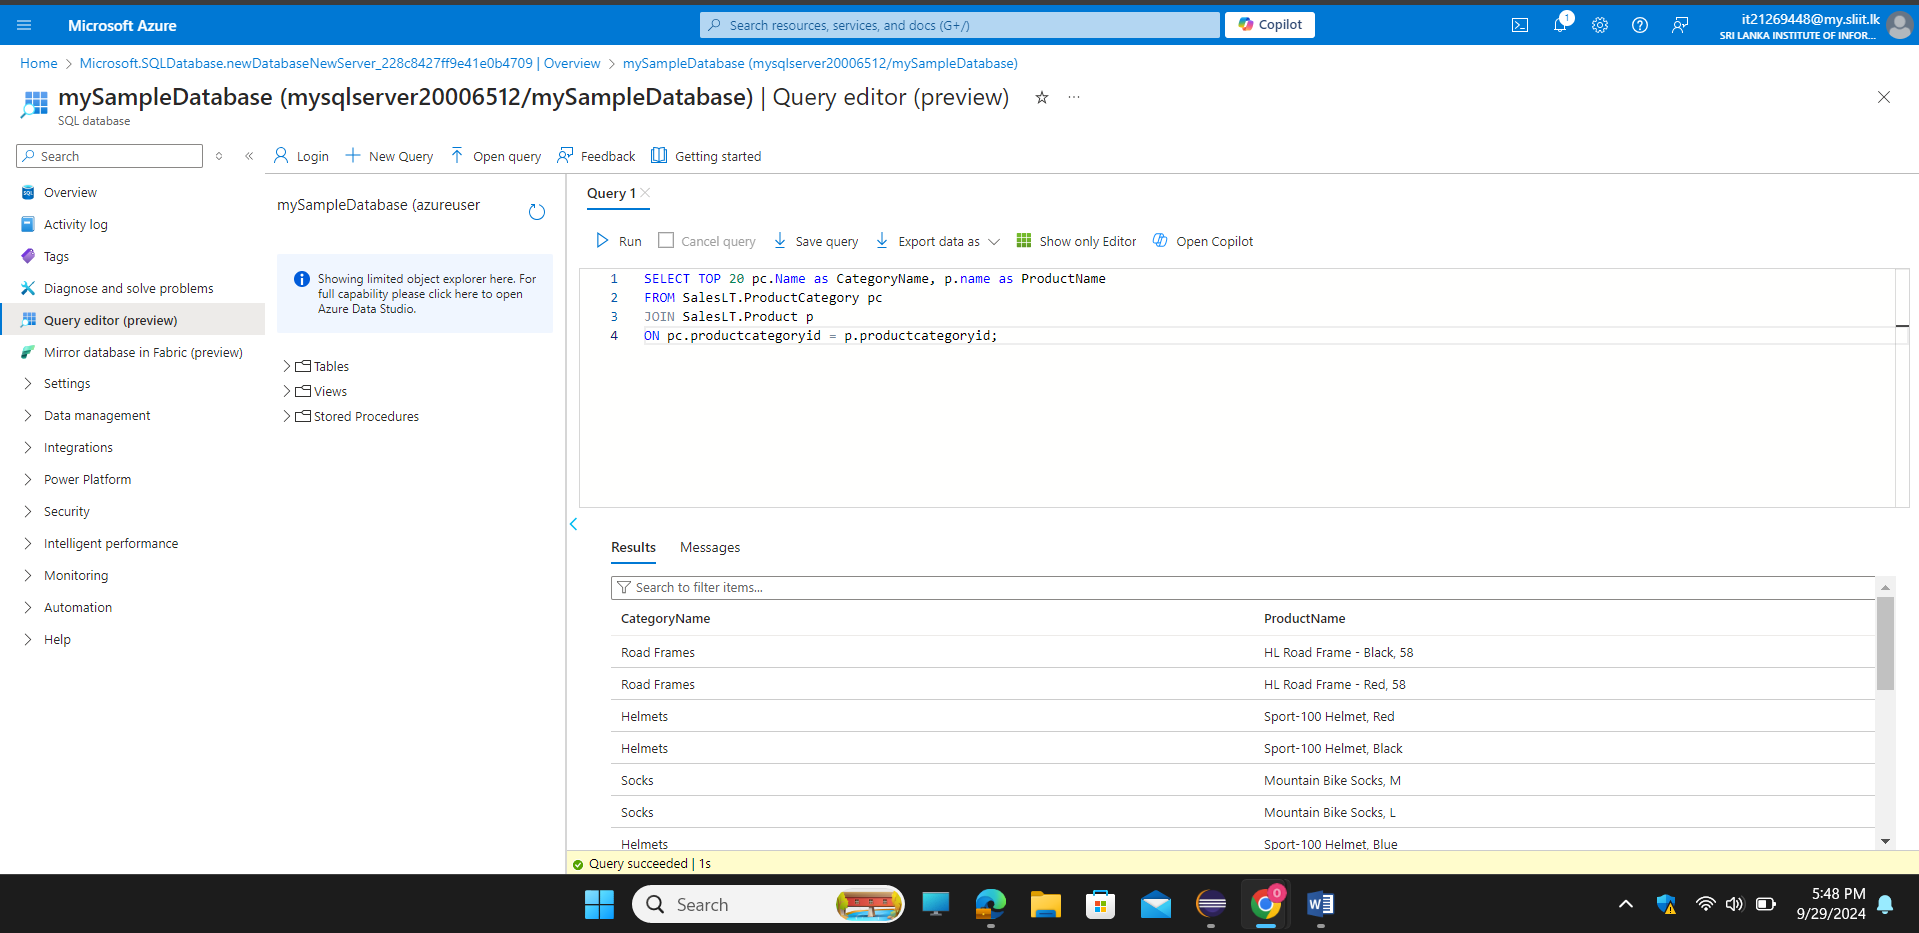 Microsoft Azure
Search resources, services, and docs (G+/)
Copilot
1
it21269448@my.sliit.lk
SRI LANKA INSTITUTE OF INFOR...
Home > Microsoft.SQLDatabase.newDatabaseNewServer_228c8427ff9e41e0b4709 | Overview > mySampleDatabase (mysqlserver20006512/mySampleDatabase)
mySampleDatabase (mysqlserver20006512/mySampleDatabase) | Query editor (preview)
SQL database
Search
Login
New Query
Open query
Feedback
Getting started
Overview
Activity log
Tags
Diagnose and solve problems
Query editor (preview)
Mirror database in Fabric (preview)
Settings
Data management
Integrations
Power Platform
Security
Intelligent performance
Monitoring
Automation
Help
mySampleDatabase (azureuser
Showing limited object explorer here. For
full capability please click here to open
Azure Data Studio.
Tables
Views
Stored Procedures
Query 1
Run
Cancel query
Save query
Export data as
Show only Editor
Open Copilot
1 SELECT TOP 20 pc.Name as CategoryName, p.name as ProductName
2 FROM SalesLT.ProductCategory pc
3 JOIN SalesLT.Product p
4 ON pc.productcategoryid = p.productcategoryid;
Results
Messages
Search to filter items...
CategoryName ProductName
Road Frames HL Road Frame - Black, 58
Road Frames HL Road Frame - Red, 58
Helmets Sport-100 Helmet, Red
Helmets Sport-100 Helmet, Black
Socks Mountain Bike Socks, M
Socks Mountain Bike Socks, L
Helmets Sport-100 Helmet, Blue
Query succeeded | 1s
Search
0
5:48 PM
9/29/2024